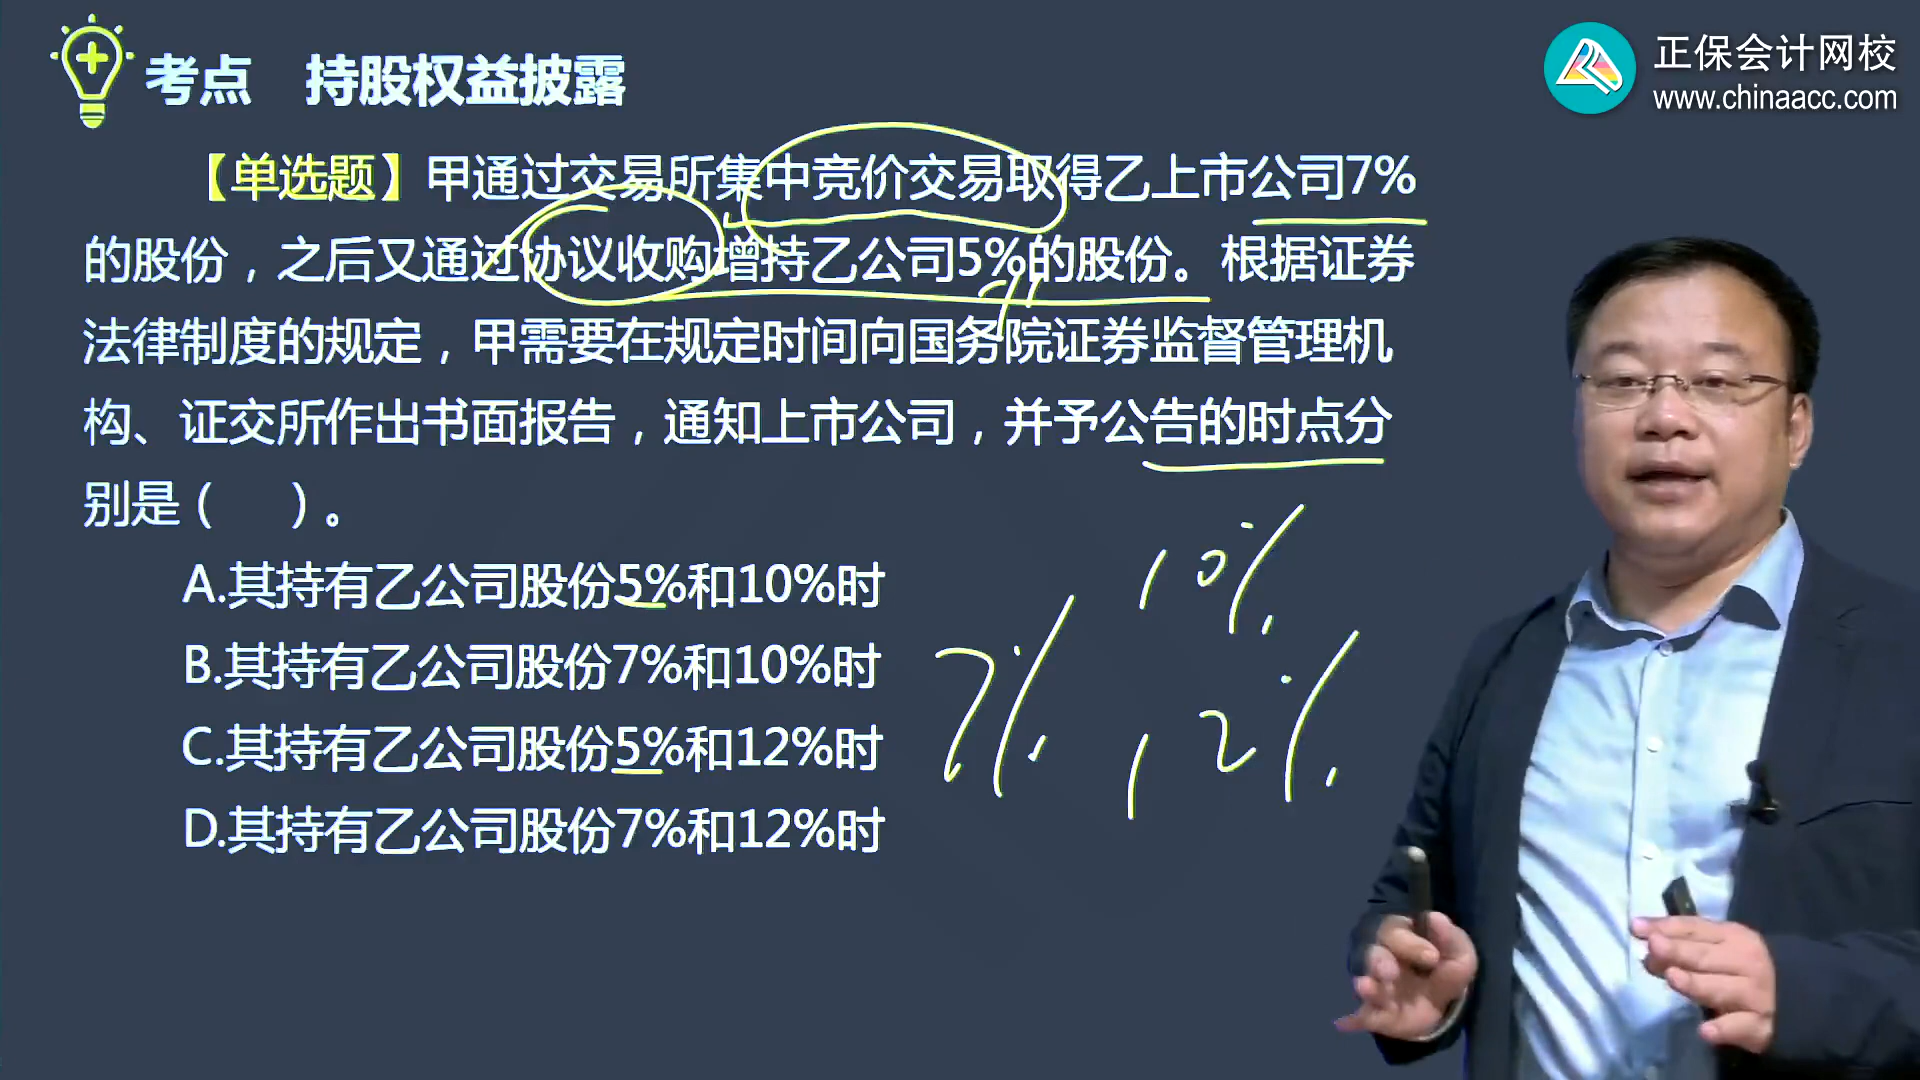 考点 持股权益披露
正保会计网校
www.chinaacc.com
【单选题】甲通过交易所集中竞价交易取得乙上市公司7%
的股份，之后又通过协议收购增持乙公司5%的股份。根据证券
法律制度的规定，甲需要在规定时间向国务院证券监督管理机
构、证交所作出书面报告，通知上市公司，并予公告的时点分
别是（ ）。
A.其持有乙公司股份5%和10%时
B.其持有乙公司股份7%和10%时
C.其持有乙公司股份5%和12%时
D.其持有乙公司股份7%和12%时
10%
7%
12%